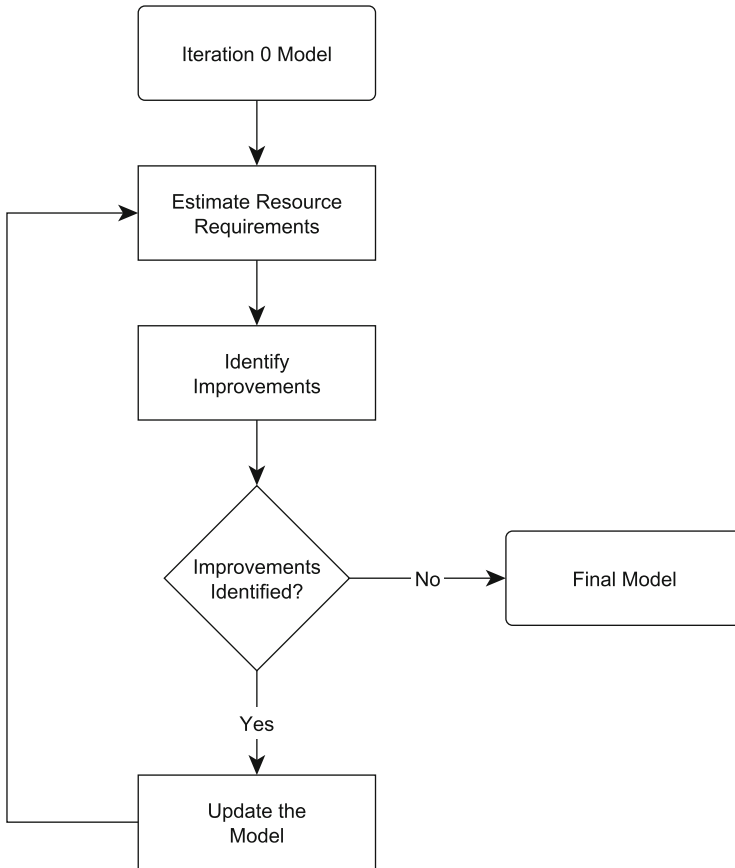 Iteration 0 Model
Estimate Resource
Requirements
Identify
Improvements
Improvements
Identified?
No
Final Model
Yes
Update the
Model